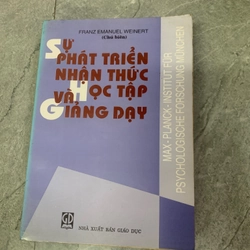 FRANZ EMANUEL WEINERT
(Chủ biên)
SỰ
PHÁT TRIỂN
NHẬN THỨC
HỌC TẬP
VÀ
GIẢNG DẠY
MAX-PLANCK-INSTITUT FÜR
PSYCHOLOGISCHE FORSCHUNG MÜNCHEN
NHÀ XUẤT BẢN GIÁO DỤC